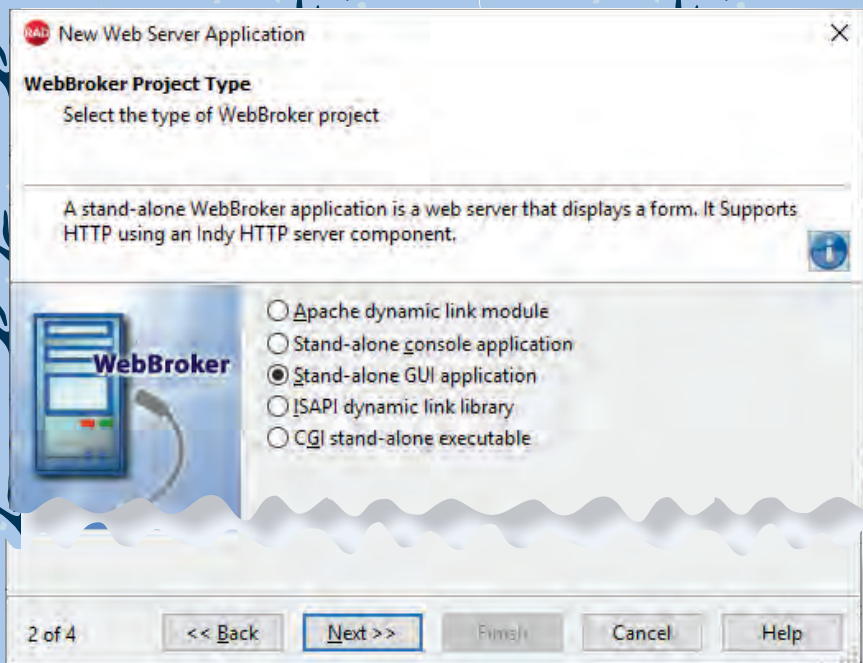 RAD New Web Server Application
WebBroker Project Type
Select the type of WebBroker project
A stand-alone WebBroker application is a web server that displays a form. It Supports
HTTP using an Indy HTTP server component.
WebBroker
Apache dynamic link module
Stand-alone console application
Stand-alone GUI application
ISAPI dynamic link library
CGI stand-alone executable
2 of 4 << Back Next >> Finish Cancel Help